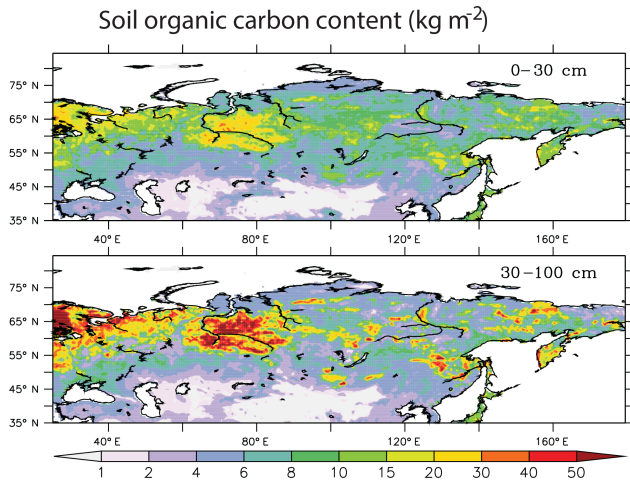 Soil organic carbon content (kg m-2)
0–30 cm
75° N
65° N
55° N
45° N
35° N
40° E 80° E 120° E 160° E
30–100 cm
75° N
65° N
55° N
45° N
35° N
40° E 80° E 120° E 160° E
1 2 4 6 8 10 15 20 30 40 50